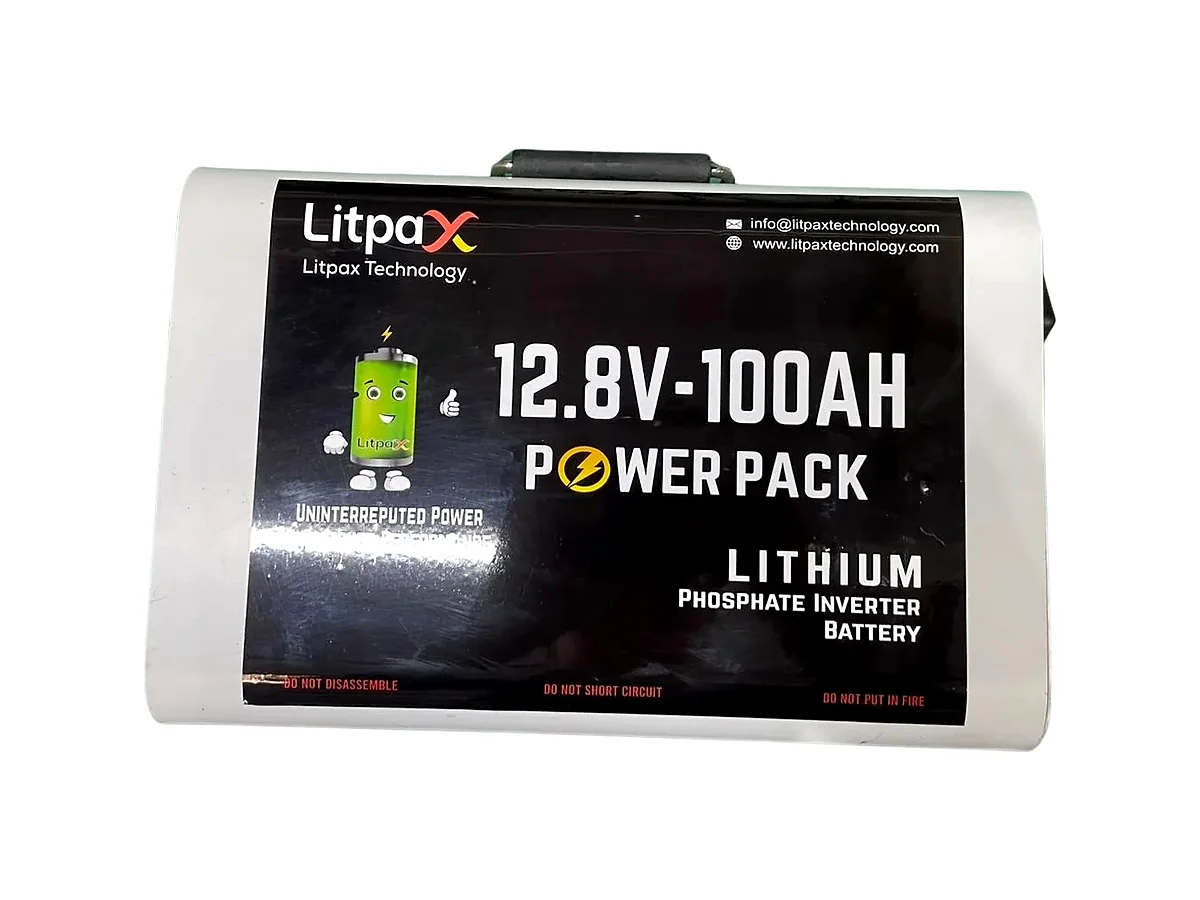 Litpax
Litpax Technology
info@litpaxtechnology.com
www.litpaxtechnology.com
12.8V-100AH
POWER PACK
Litpax
UNINTERREPUTED POWER
LITHIUM
PHOSPHATE INVERTER
BATTERY
DO NOT DISASSEMBLE
DO NOT SHORT CIRCUIT
DO NOT PUT IN FIRE